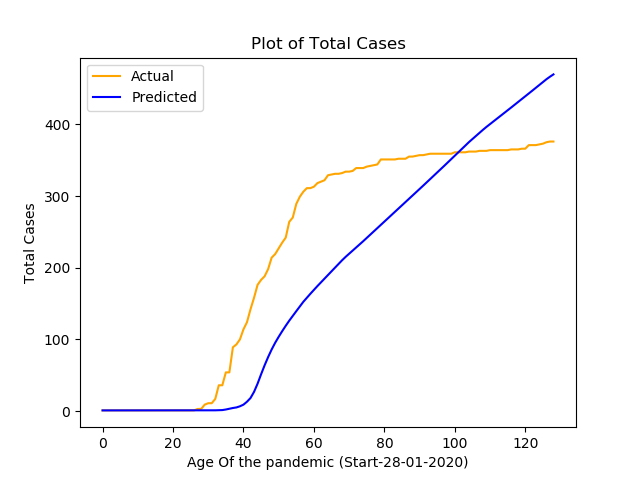 Plot of Total Cases
Actual
Predicted
400
300
200
100
0
Total Cases
0 20 40 60 80 100 120
Age Of the pandemic (Start-28-01-2020)